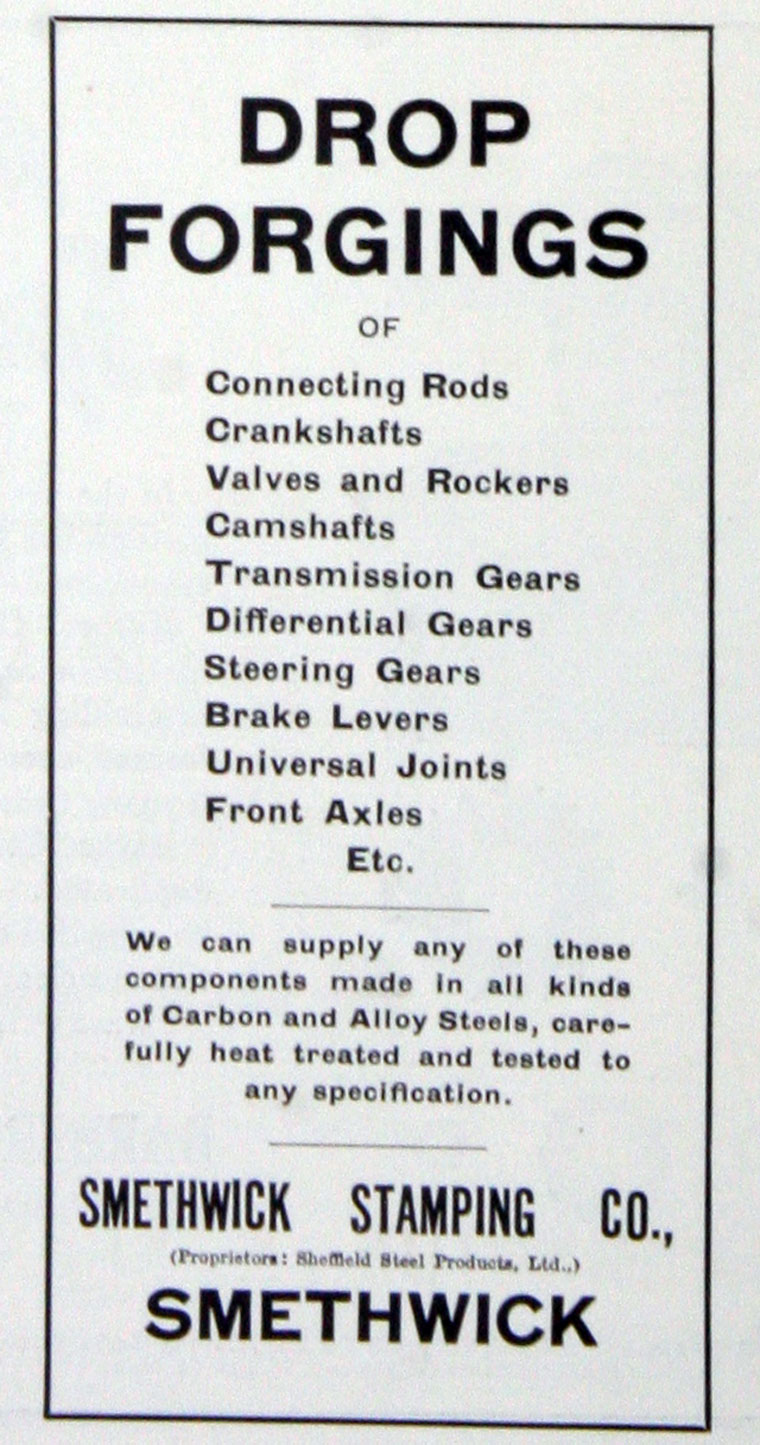 DROP
FORGINGS
OF
Connecting Rods
Crankshafts
Valves and Rockers
Camshafts
Transmission Gears
Differential Gears
Steering Gears
Brake Levers
Universal Joints
Front Axles
Etc.
We can supply any of these
components made in all kinds
of Carbon and Alloy Steels, care-
fully heat treated and tested to
any specification.
SMETHWICK STAMPING CO.,
(Proprietors: Sheffield Steel Products, Ltd.,)
SMETHWICK